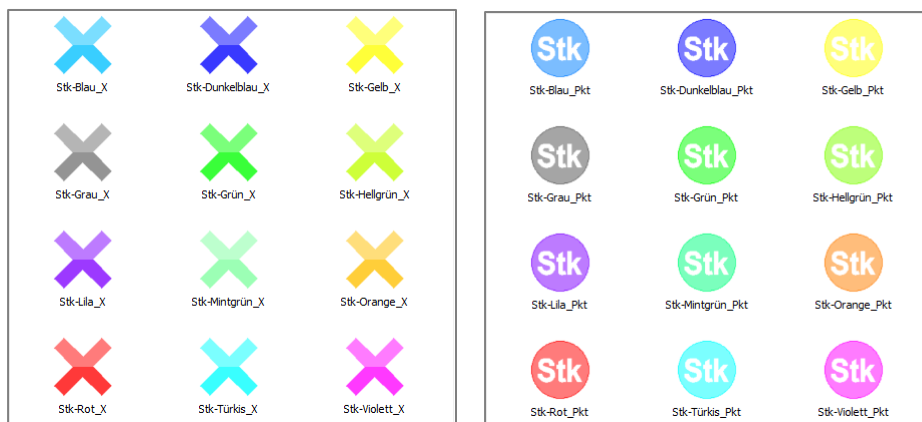 Stk-Blau_X
Stk-Dunkelblau_X
Stk-Gelb_X
Stk-Grau_X
Stk-Grün_X
Stk-Hellgrün_X
Stk-Lila_X
Stk-Mintgrün_X
Stk-Orange_X
Stk-Rot_X
Stk-Türkis_X
Stk-Violett_X
Stk
Stk
Stk
Stk-Blau_Pkt
Stk-Dunkelblau_Pkt
Stk-Gelb_Pkt
Stk
Stk
Stk
Stk-Grau_Pkt
Stk-Grün_Pkt
Stk-Hellgrün_Pkt
Stk
Stk
Stk
Stk-Lila_Pkt
Stk-Mintgrün_Pkt
Stk-Orange_Pkt
Stk
Stk
Stk
Stk-Rot_Pkt
Stk-Türkis_Pkt
Stk-Violett_Pkt